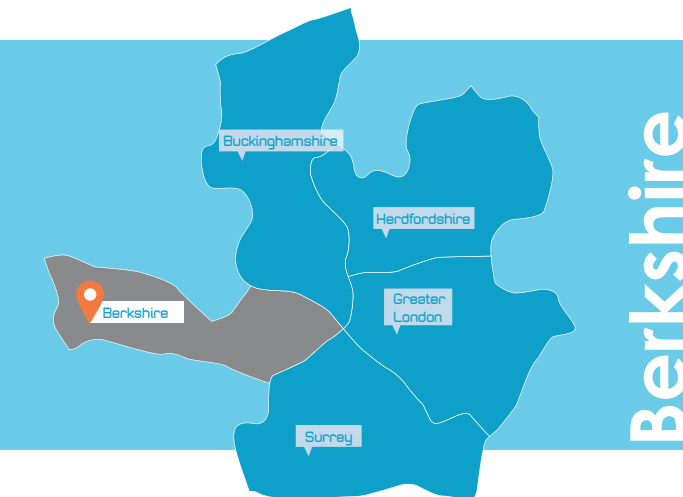 Buckinghamshire
Herdfordshire
Greater
London
Berkshire
Surrey
Berkshire